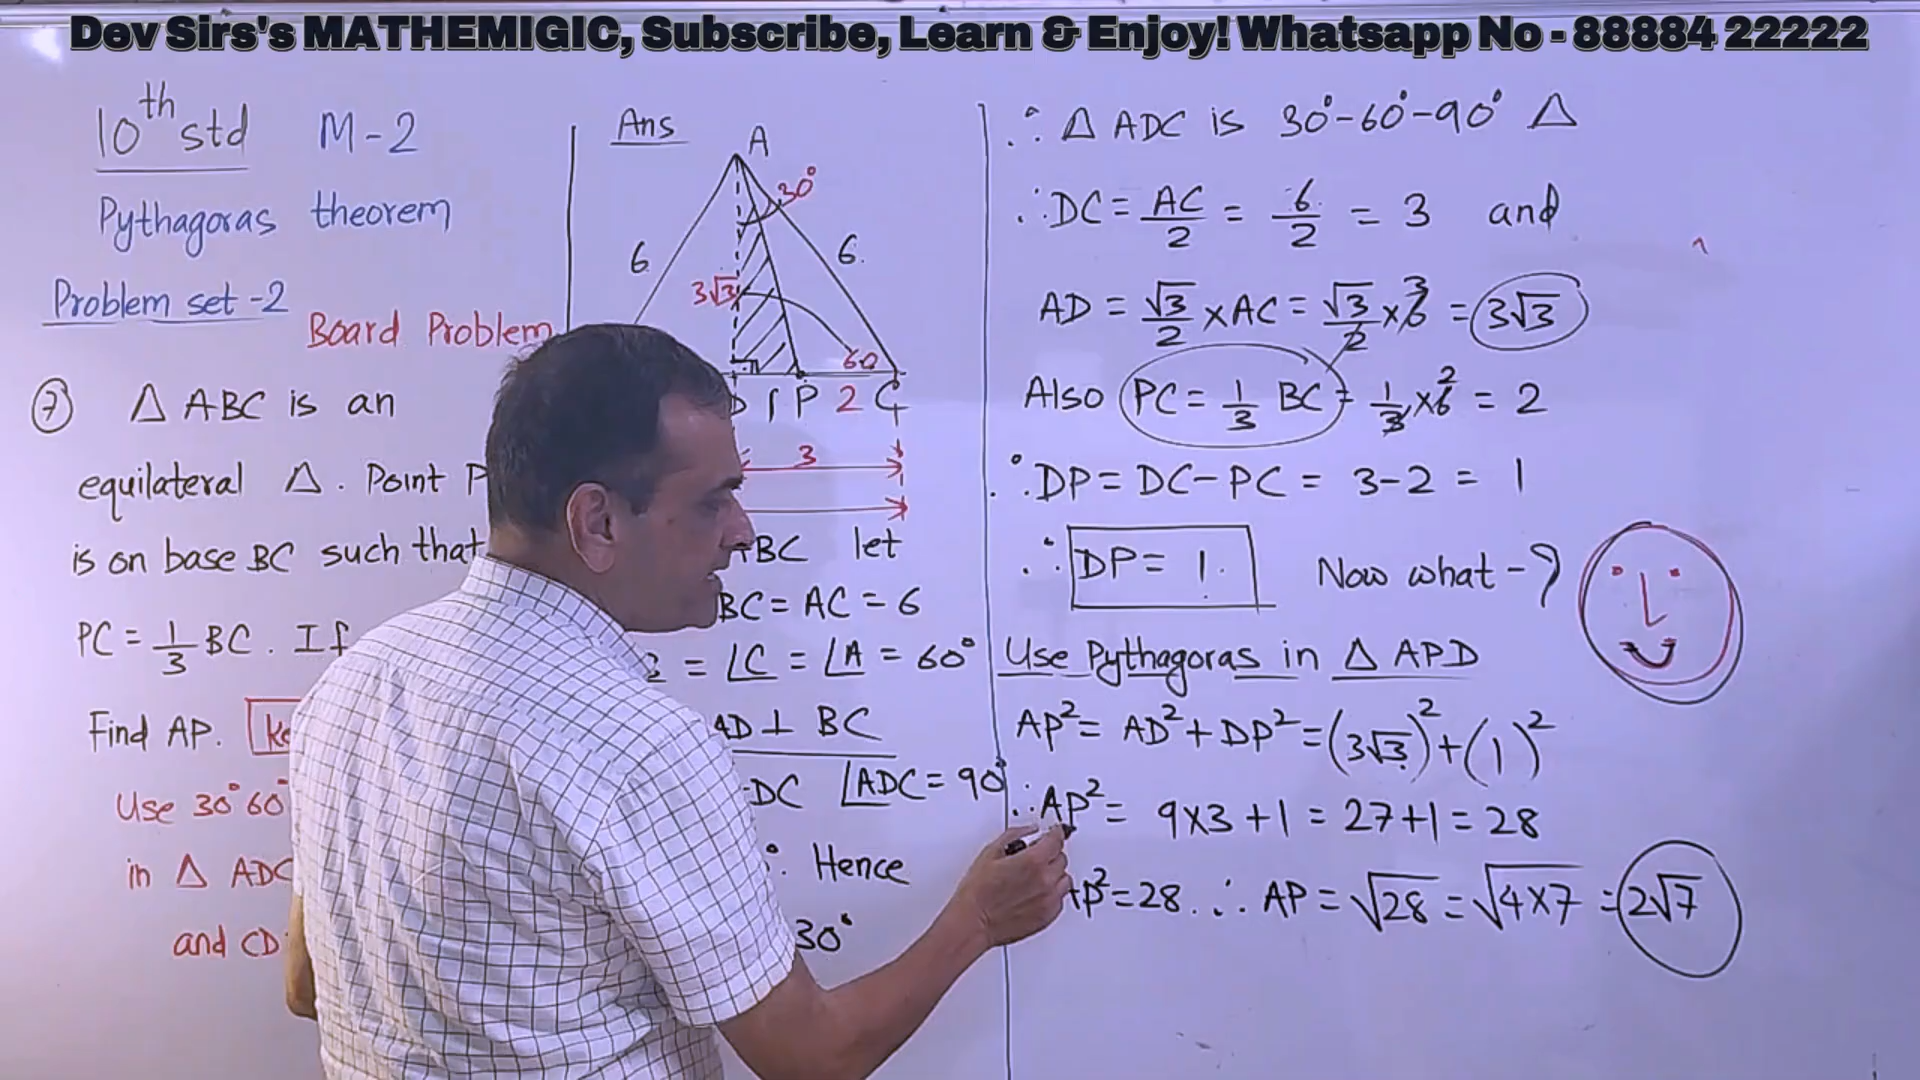 Dev Sirs's MATHEMIGIC, Subscribe, Learn & Enjoy! Whatsapp No - 88884 22222
10th std M-2
Pythagoras theorem
Problem set -2
Board Problem
⑦ △ ABC is an
equilateral △. Point P
is on base BC such that
PC = 1/3 BC. If
Find AP.
Use 30° 60°
in △ ADC
and CD
Ans
A
30°
6
6.
3√3
60
D 1 P 2 C
3
ABC let
BC = AC = 6
= ∠C = ∠A = 60°
AD ⊥ BC
-DC ∠ADC = 90°
∴ Hence
30°
∴ △ ADC is 30°-60°-90° △
∴ DC = AC/2 = 6/2 = 3 and
AD = √3/2 × AC = √3/2 × 6 3 = 3√3
Also PC = 1/3 BC = 1/3 × 6 2 = 2
∴ DP = DC - PC = 3-2 = 1
∴ DP = 1. Now what - ?
Use Pythagoras in △ APD
AP² = AD² + DP² = (3√3)² + (1)²
∴ AP² = 9×3+1 = 27+1 = 28
AP² = 28. ∴ AP = √28 = √4×7 = 2√7